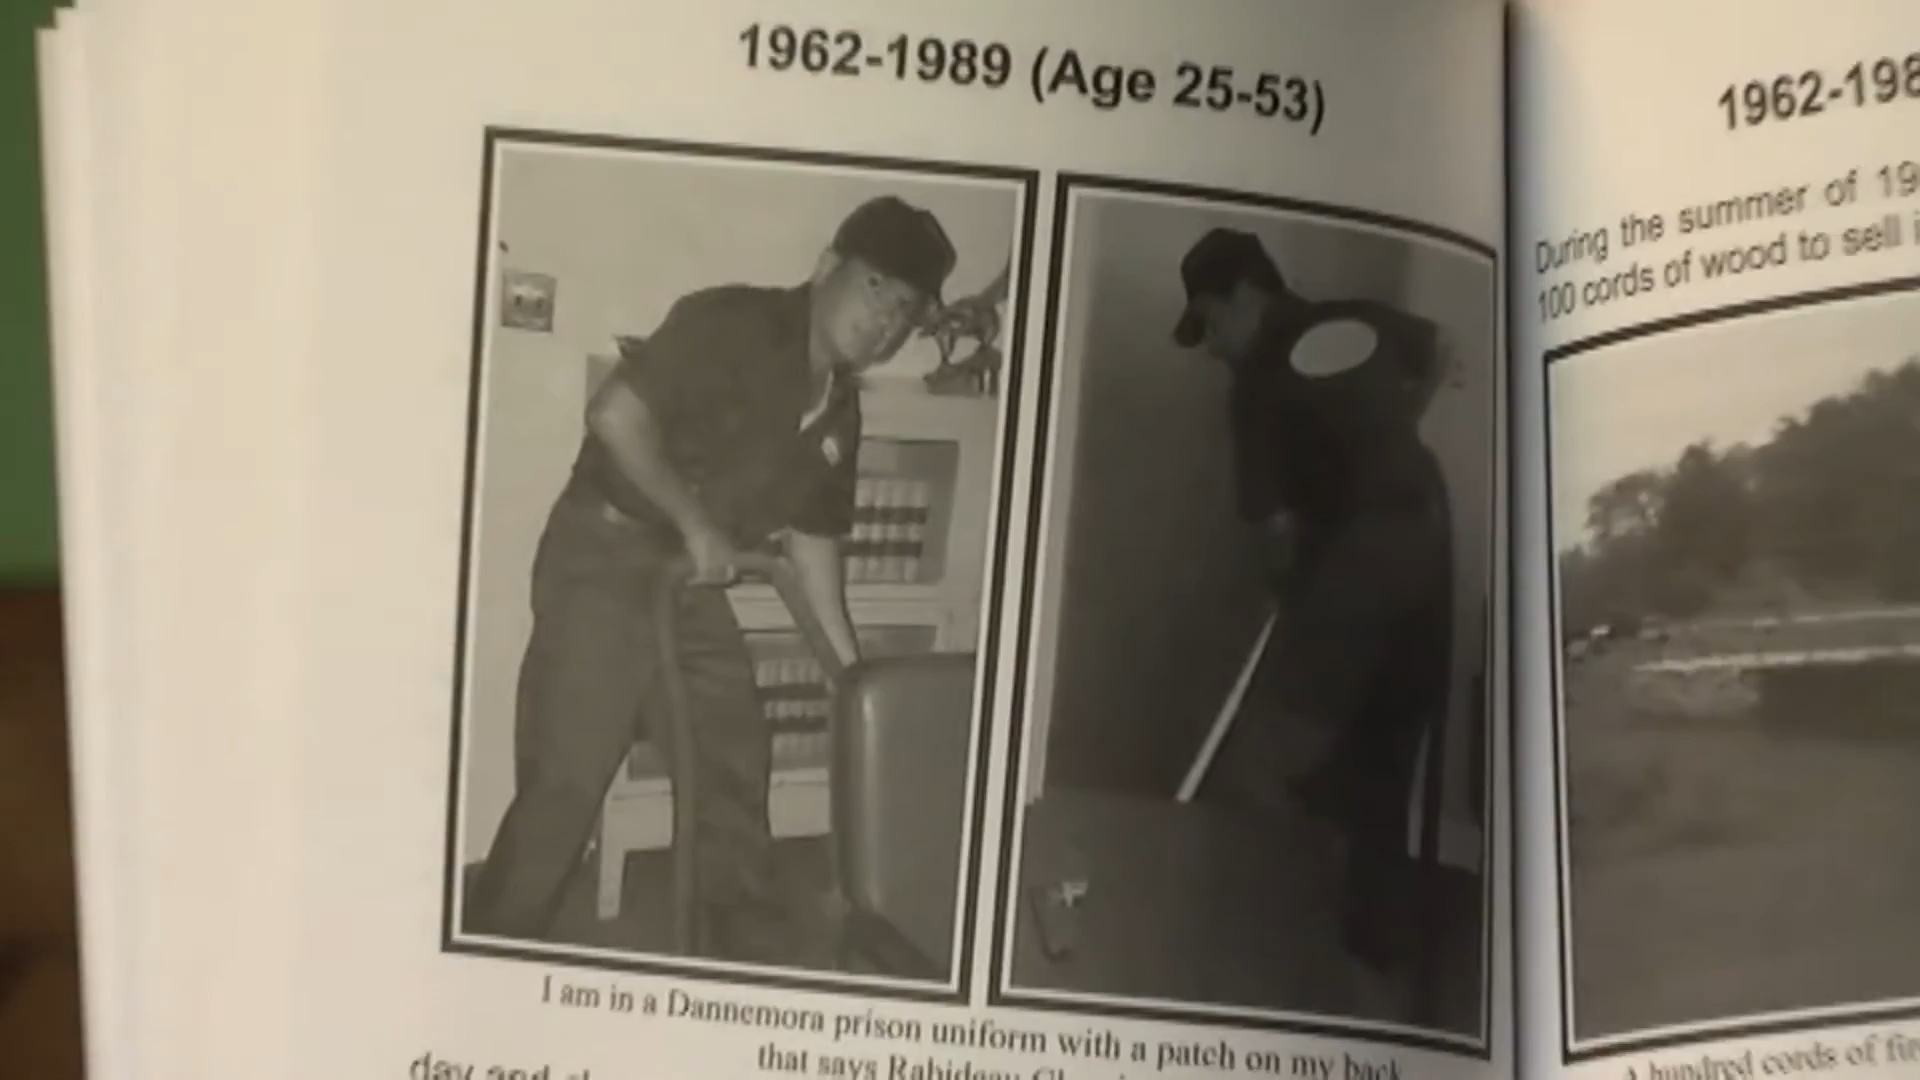 1962-1989 (Age 25-53)
I am in a Dannemora prison uniform with a patch on my back
that says Rabideau
day and
1962-198
During the summer of 19
100 cords of wood to sell
A hundred cords of